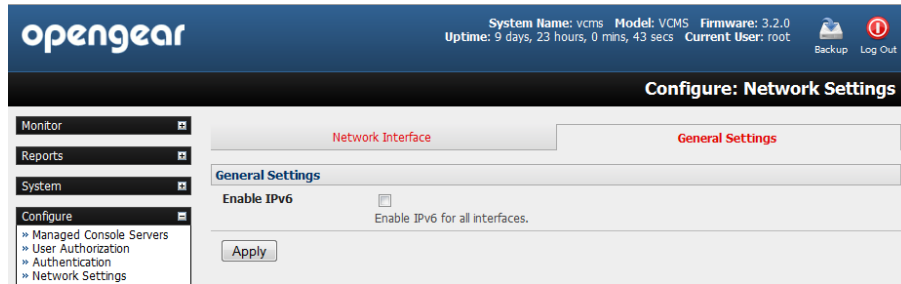 opengear
System Name: vcms Model: VCMS Firmware: 3.2.0
Uptime: 9 days, 23 hours, 0 mins, 43 secs Current User: root
Backup
Log Out
Configure: Network Settings
Monitor
Reports
System
Configure
» Managed Console Servers
» User Authorization
» Authentication
» Network Settings
Network Interface
General Settings
General Settings
Enable IPv6
Enable IPv6 for all interfaces.
Apply